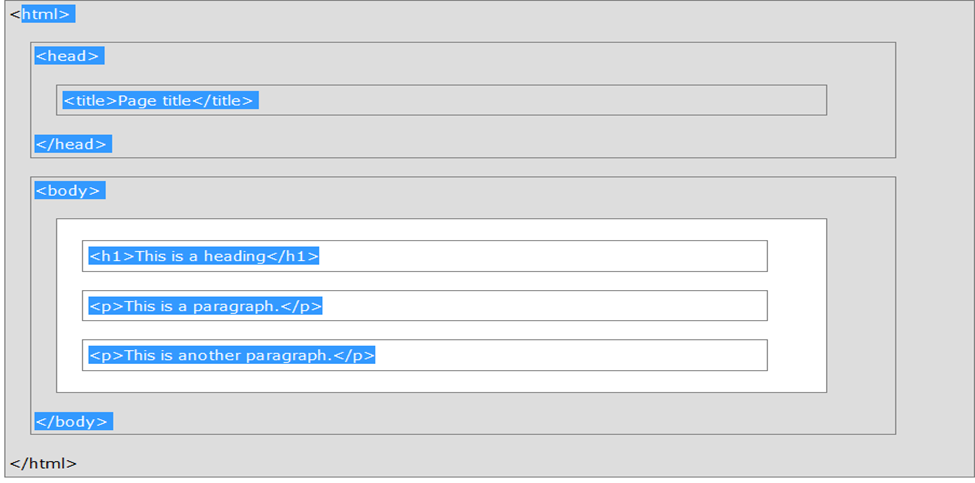 <html>
<head>
<title>Page title</title>
</head>
<body>
<h1>This is a heading</h1>
<p>This is a paragraph.</p>
<p>This is another paragraph.</p>
</body>
</html>